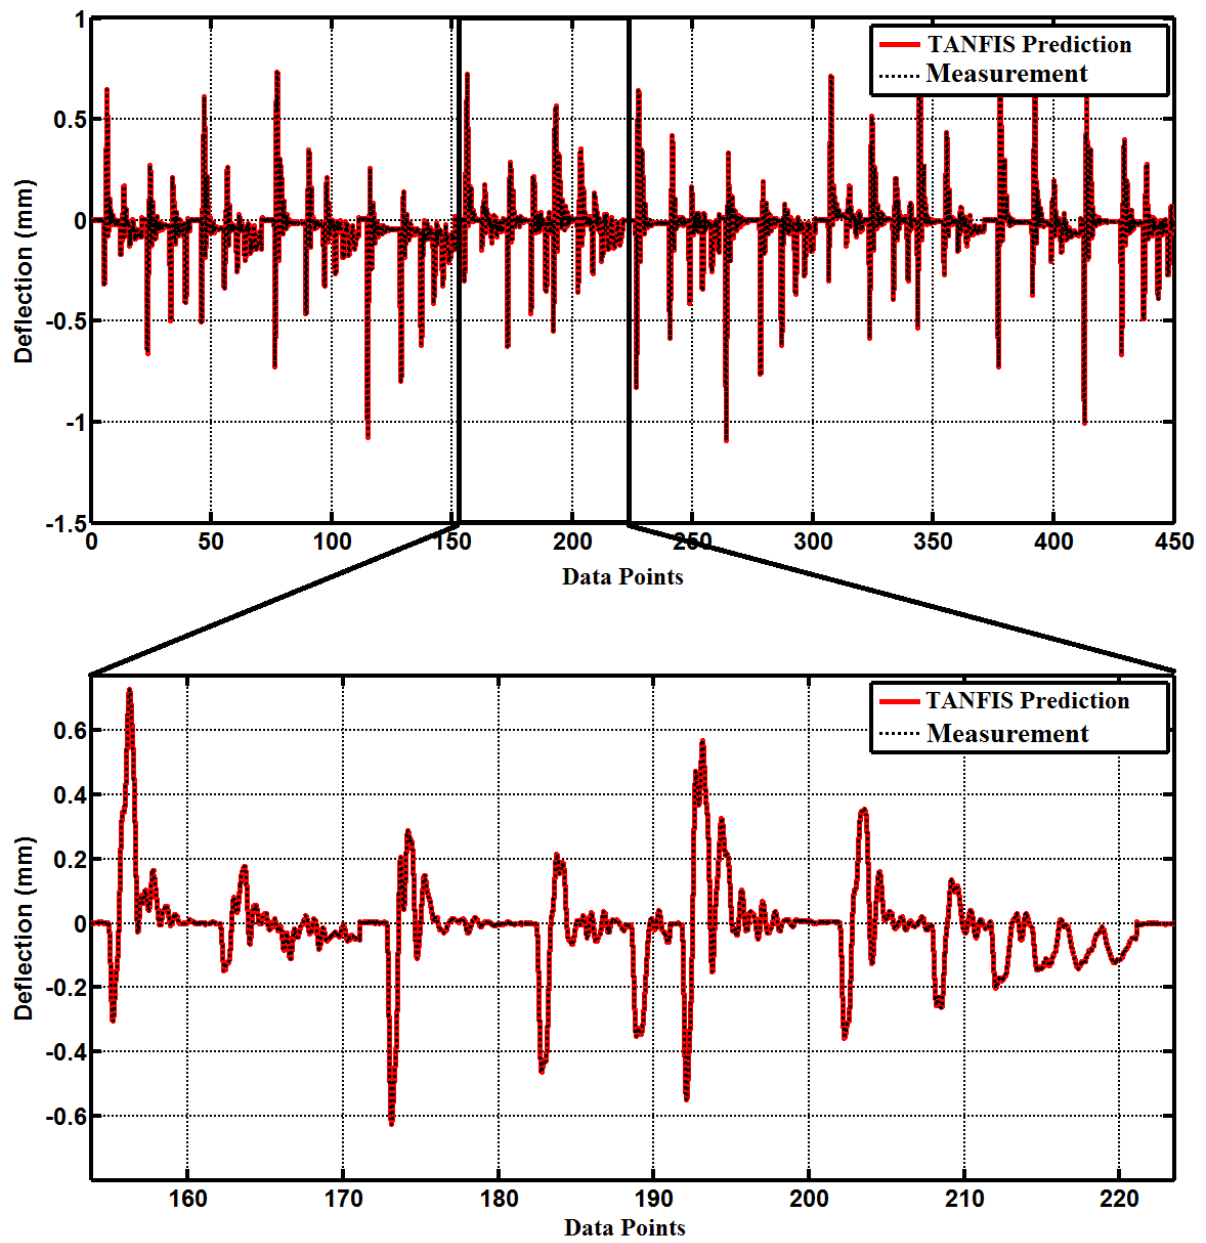 1
0.5
0
-0.5
-1
-1.5
Deflection (mm)
TANFIS Prediction
Measurement
0 50 100 150 200 250 300 350 400 450
Data Points
0.6
0.4
0.2
0
-0.2
-0.4
-0.6
Deflection (mm)
TANFIS Prediction
Measurement
160 170 180 190 200 210 220
Data Points